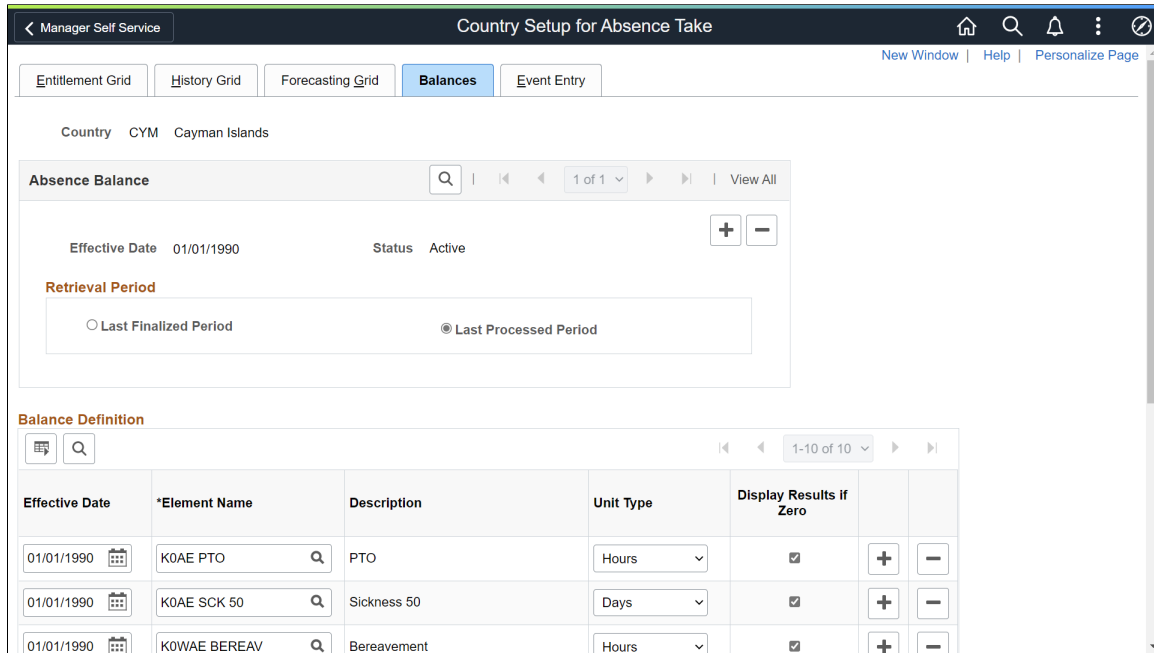 Manager Self Service
Country Setup for Absence Take
New Window | Help | Personalize Page
Entitlement Grid
History Grid
Forecasting Grid
Balances
Event Entry
Country CYM Cayman Islands
Absence Balance
1 of 1
View All
Effective Date 01/01/1990 Status Active
Retrieval Period
Last Finalized Period
Last Processed Period
Balance Definition
1-10 of 10
Effective Date *Element Name Description Unit Type Display Results if Zero
01/01/1990 K0AE PTO PTO Hours
01/01/1990 K0AE SCK 50 Sickness 50 Days
01/01/1990 K0WAE BEREAV Bereavement Hours